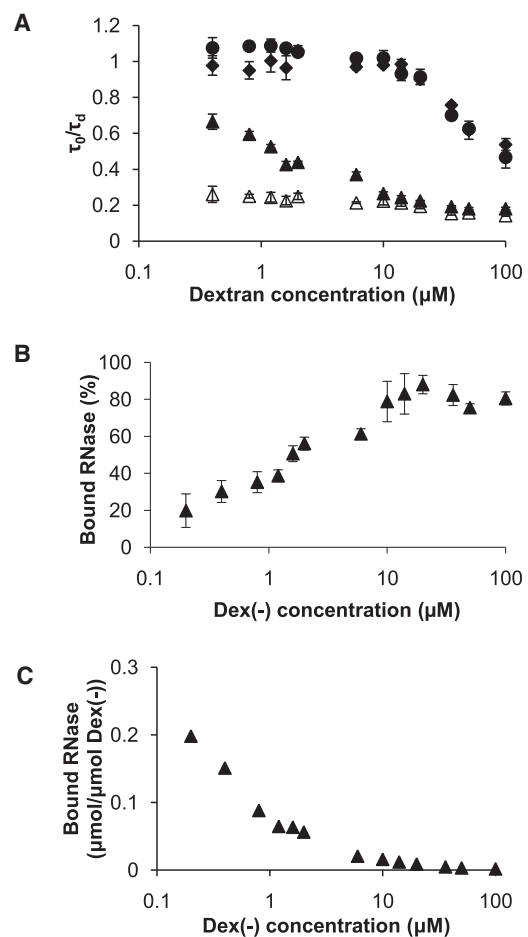 A
1.2
1
0.8
0.6
0.4
0.2
0
τ0/τd
0.1
1
10
100
Dextran concentration (µM)
B
100
80
60
40
20
0
Bound RNase (%)
0.1
1
10
100
Dex(-) concentration (µM)
C
0.3
0.2
0.1
0
Bound RNase
(µmol/µmol Dex(-))
0.1
1
10
100
Dex(-) concentration (µM)